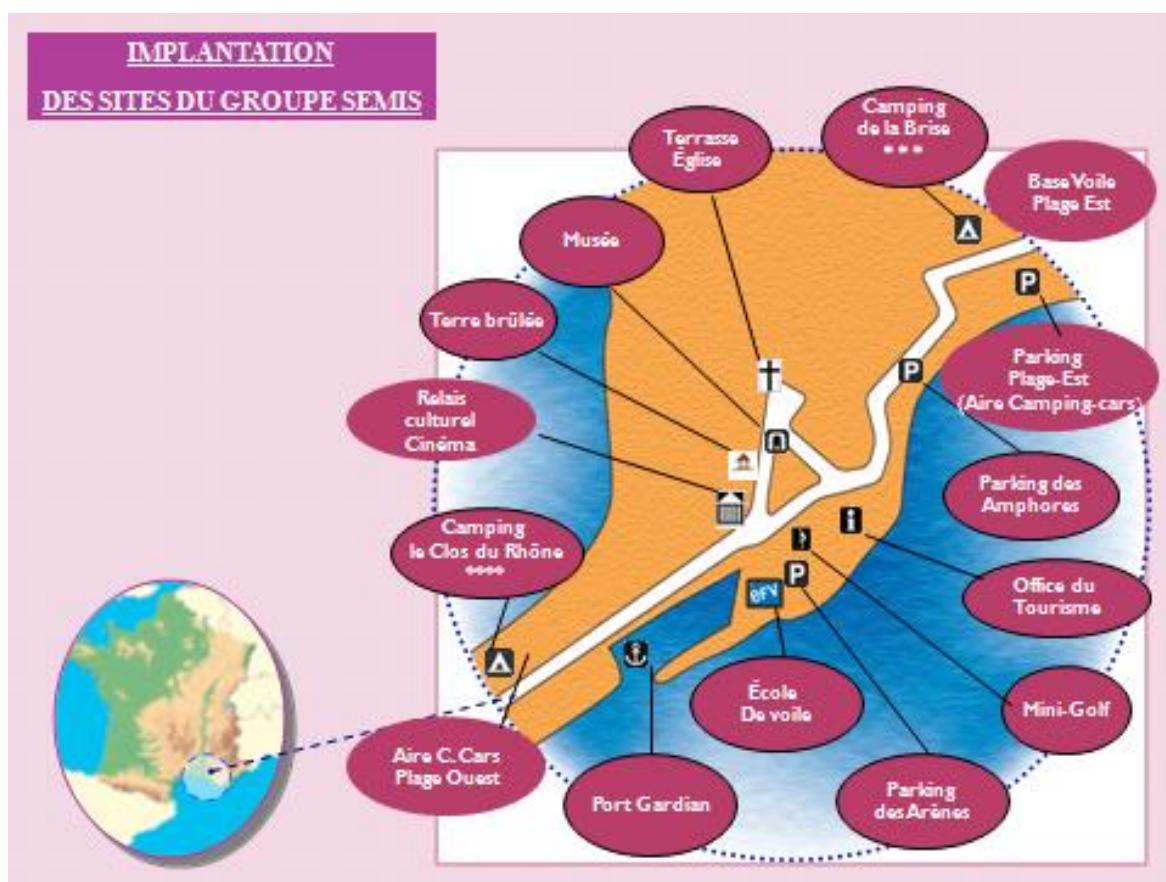 IMPLANTATION
DES SITES DU GROUPE SEMIS
Camping
de la Brise
***
Terrasse
Église
Base Voile
Plage Est
Musée
Terre brûlée
P
Parking
Plage-Est
(Aire Camping-cars)
P
Relais
culturel
Cinéma
Parking des
Amphores
Camping
le Clos du Rhône
****
i
Office du
Tourisme
P
efv
École
De voile
Mini-Golf
Aire C. Cars
Plage Ouest
Port Gardian
Parking
des Arènes